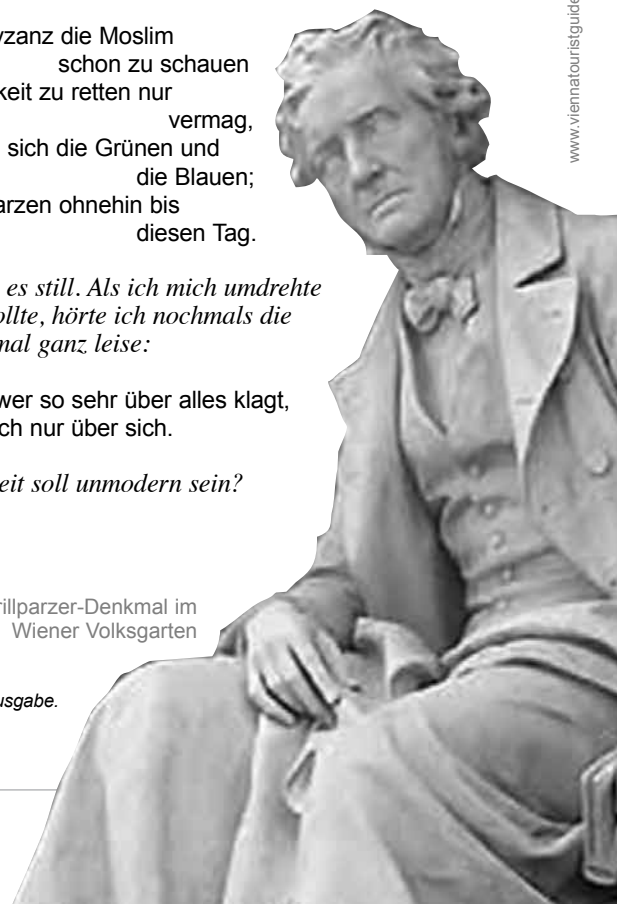 yzanz die Moslim
schon zu schauen
keit zu retten nur
vermag,
sich die Grünen und
die Blauen;
arzen ohnehin bis
diesen Tag.
es still. Als ich mich umdrehte
ollte, hörte ich nochmals die
mal ganz leise:
wer so sehr über alles klagt,
ch nur über sich.
eit soll unmodern sein?
rillparzer-Denkmal im
Wiener Volksgarten
usgabe.
www.viennatouristguide